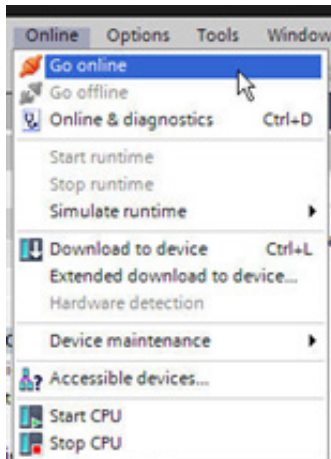 Online Options Tools Window
Go online
Go offline
Online & diagnostics Ctrl+D
Start runtime
Stop runtime
Simulate runtime
Download to device Ctrl+L
Extended download to device...
Hardware detection
Device maintenance
Accessible devices...
Start CPU
Stop CPU